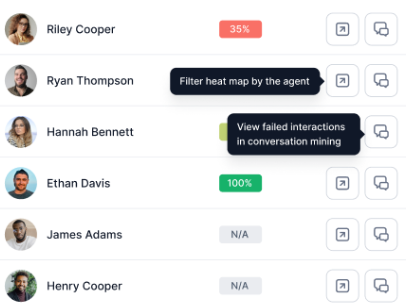 Riley Cooper 35%
Ryan Thompson Filter heat map by the agent
Hannah Bennett View failed interactions
in conversation mining
Ethan Davis 100%
James Adams N/A
Henry Cooper N/A